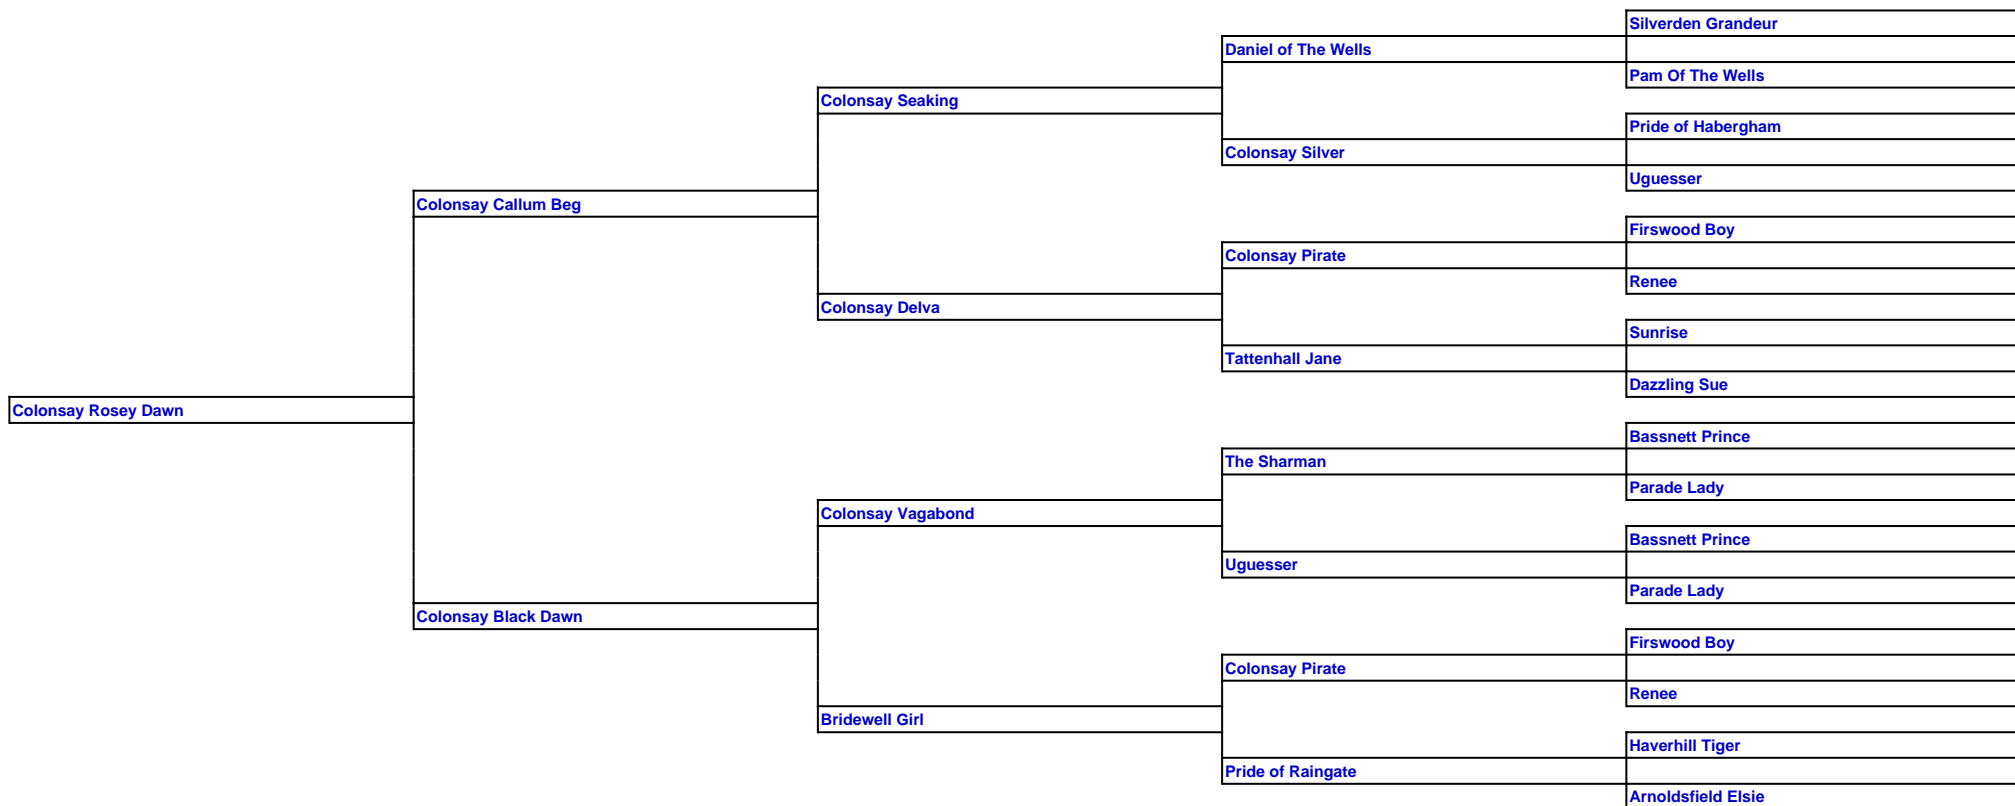 Silverden Grandeur
Daniel of The Wells
Pam Of The Wells
Colonsay Seaking
Pride of Habergham
Colonsay Silver
Uguesser
Colonsay Callum Beg
Firswood Boy
Colonsay Pirate
Renee
Colonsay Delva
Sunrise
Tattenhall Jane
Dazzling Sue
Colonsay Rosey Dawn
Bassnett Prince
The Sharman
Parade Lady
Colonsay Vagabond
Bassnett Prince
Uguesser
Parade Lady
Colonsay Black Dawn
Firswood Boy
Colonsay Pirate
Renee
Bridewell Girl
Haverhill Tiger
Pride of Raingate
Arnoldsfield Elsie